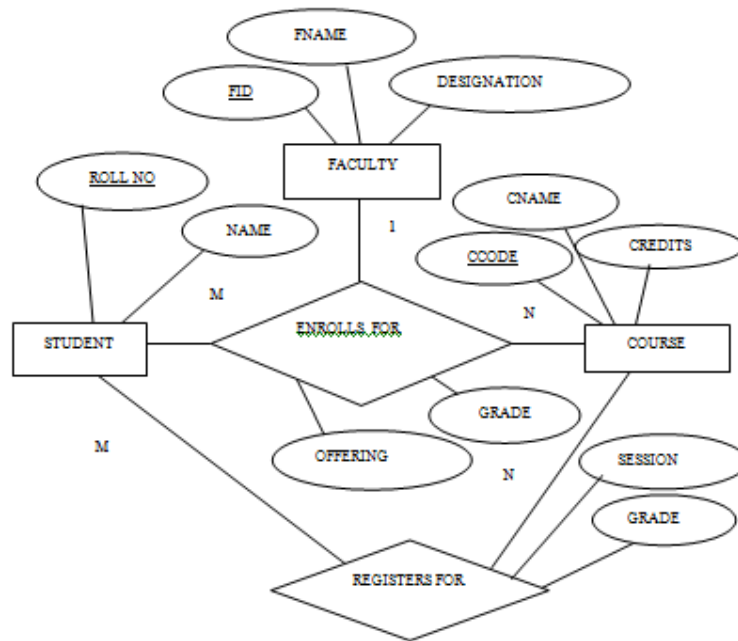 FNAME
FID
DESIGNATION
FACULTY
ROLL NO
CNAME
NAME
1
CCODE
CREDITS
M
N
ENROLLS FOR
STUDENT
COURSE
GRADE
OFFERING
M
N
SESSION
GRADE
REGISTERS FOR